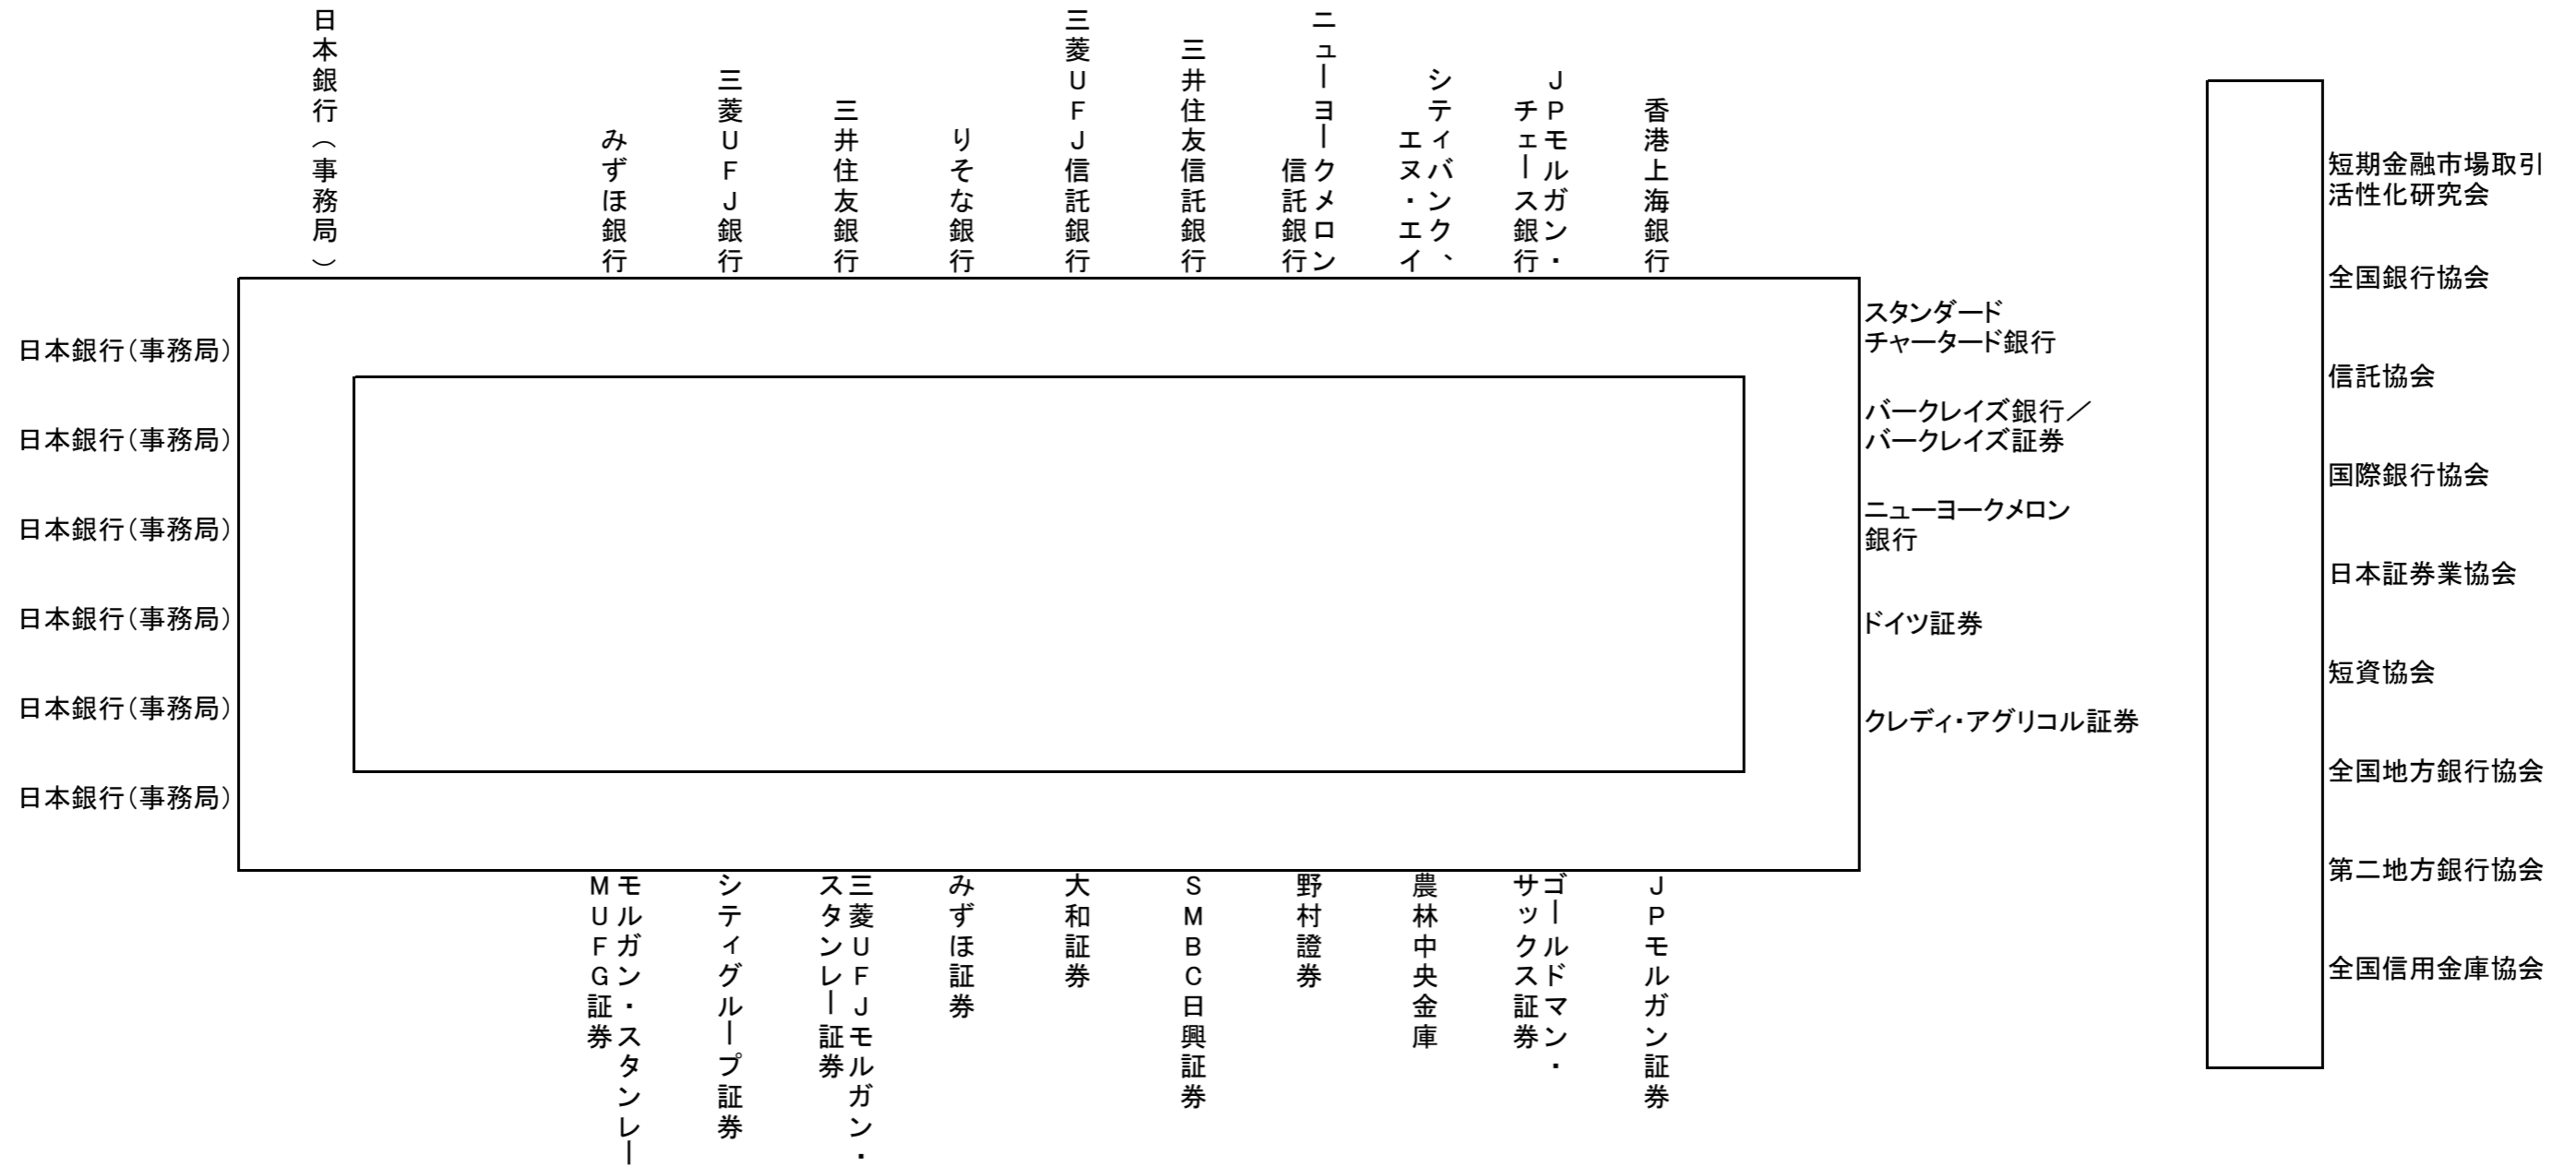 日本銀行（事務局）
みずほ銀行
三菱ＵＦＪ銀行
三井住友銀行
りそな銀行
三菱ＵＦＪ信託銀行
三井住友信託銀行
ニューヨークメロン
信託銀行
シティバンク、
エヌ・エイ
ＪＰモルガン・
チェース銀行
香港上海銀行
日本銀行（事務局）
日本銀行（事務局）
日本銀行（事務局）
日本銀行（事務局）
日本銀行（事務局）
日本銀行（事務局）
スタンダード
チャータード銀行
バークレイズ銀行／
バークレイズ証券
ニューヨークメロン
銀行
ドイツ証券
クレディ・アグリコル証券
モルガン・スタンレー
ＭＵＦＧ証券
シティグループ証券
三菱ＵＦＪモルガン・
スタンレー証券
みずほ証券
大和証券
ＳＭＢＣ日興証券
野村證券
農林中央金庫
ゴールドマン・
サックス証券
ＪＰモルガン証券
短期金融市場取引
活性化研究会
全国銀行協会
信託協会
国際銀行協会
日本証券業協会
短資協会
全国地方銀行協会
第二地方銀行協会
全国信用金庫協会